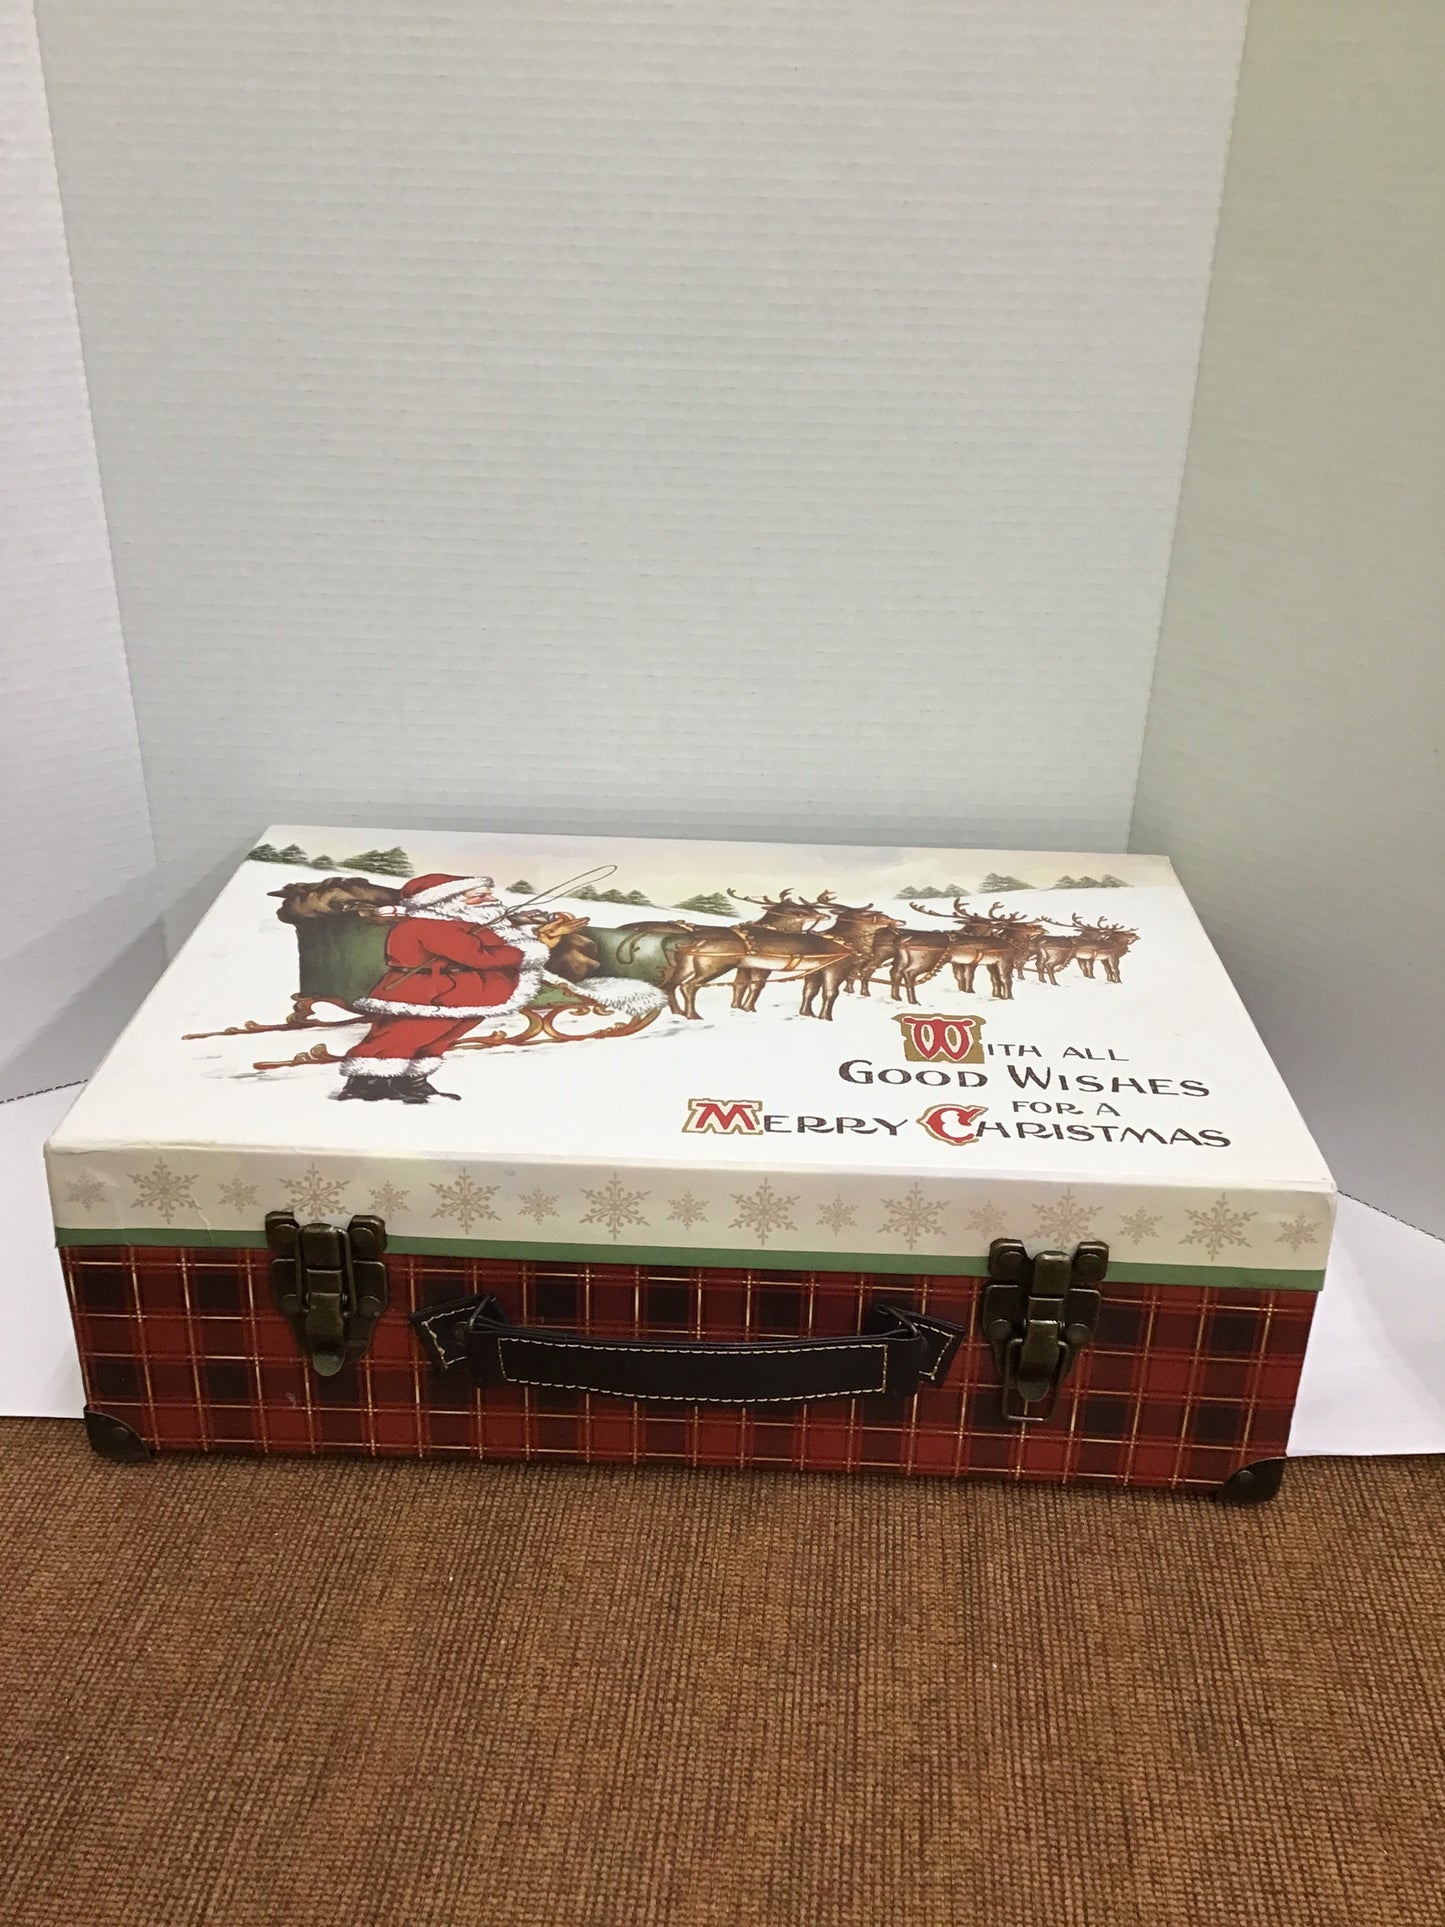 With all
Good Wishes
for a
Merry Christmas